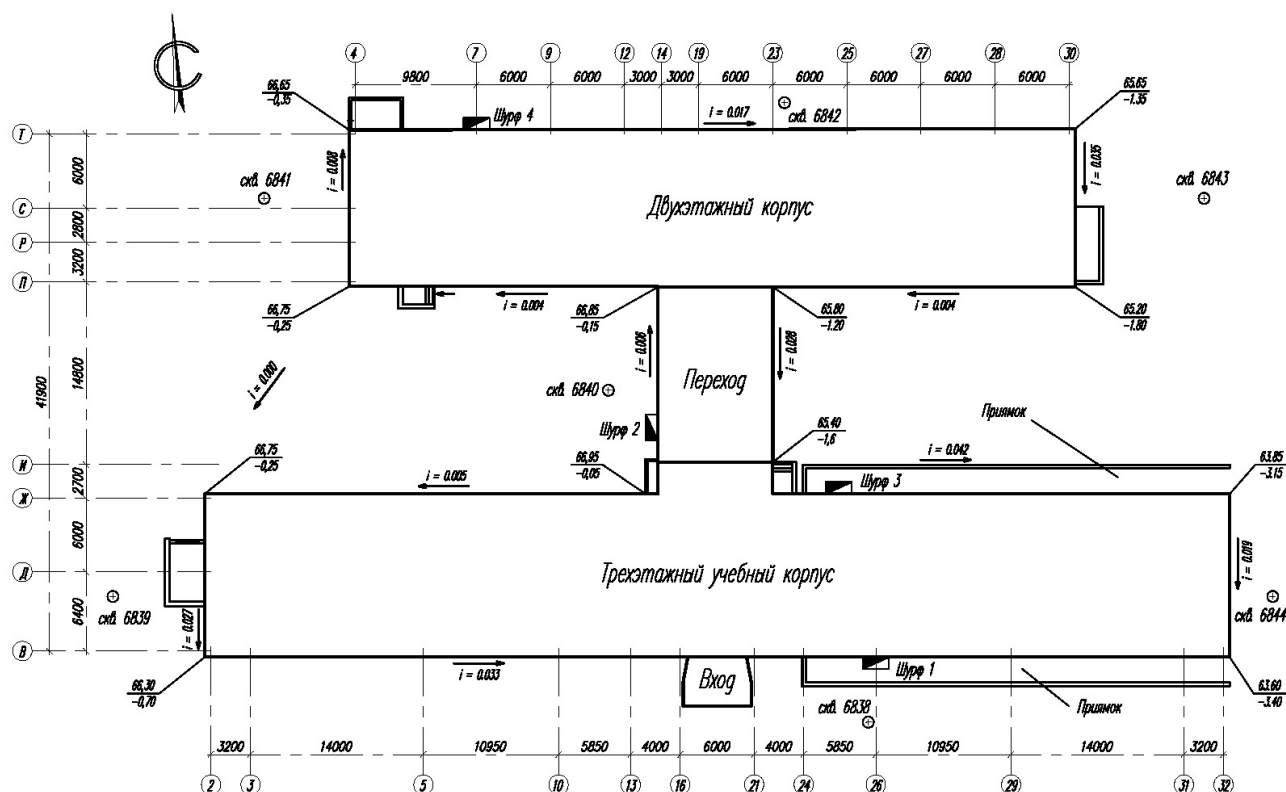 4 7 9 12 14 19 23 25 27 28 30
9800 6000 6000 3000 3000 6000 6000 6000 6000 6000
66,65
-0,35
Шурф 4
i = 0.017
скв. 6842
65.65
-1.35
Т
6000
i = 0.008
i = 0.035
скв. 6841
скв. 6843
С
Двухэтажный корпус
2800
Р
3200
П
66,75
-0,25
i = 0.004
66,85
-0,15
65.80
-1.20
i = 0.004
65.20
-1.80
41900
14800
i = 0.000
i = 0.006
i = 0.026
Переход
скв. 6840
Шурф 2
Приямок
65.40
-1,6
И
66,75
-0,25
66,95
-0,05
i = 0.042
63.85
-3.15
2700
i = 0.005
Шурф 3
Ж
6000
Д
Трехэтажный учебный корпус
i = 0.019
скв. 6839
i = 0.027
скв. 6844
6400
В
i = 0.033
Вход
Шурф 1
66,30
-0,70
63.60
-3.40
Приямок
скв. 6838
3200 14000 10950 5850 4000 6000 4000 5850 10950 14000 3200
2 3 5 10 13 16 21 24 26 29 31 32